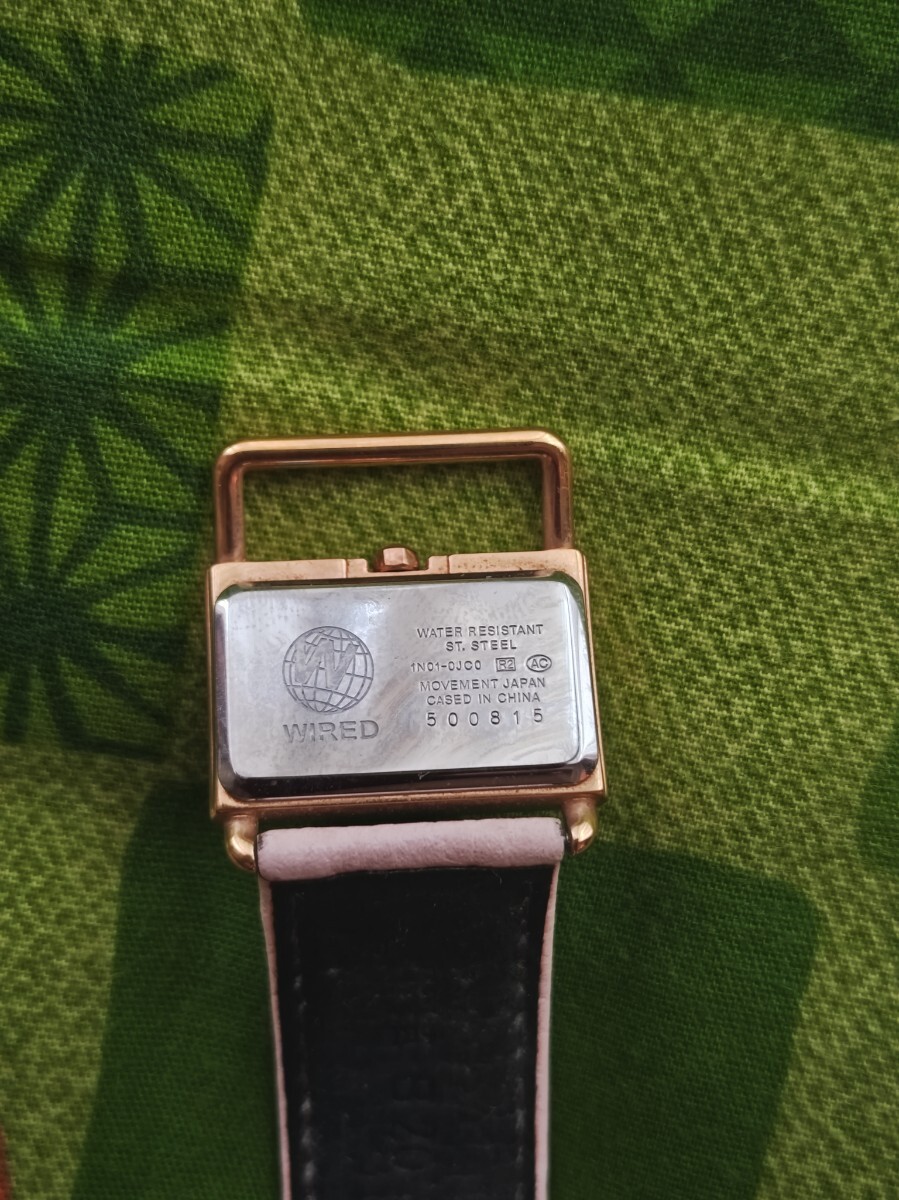 WIRED
WATER RESISTANT
ST. STEEL
1N01-0JC0 R2 AC
MOVEMENT JAPAN
CASED IN CHINA
500815